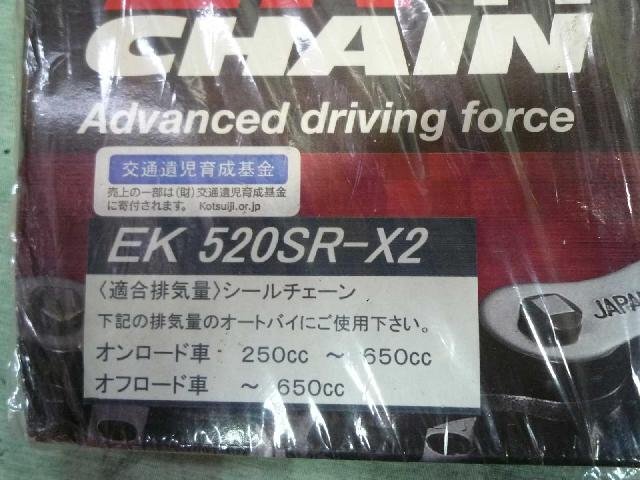 CHAIN
Advanced driving force
交通遺児育成基金
売上の一部は(財)交通遺児育成基金
に寄付されます。 Kotsuiji.or.jp
EK 520SR-X2
〈適合排気量〉シールチェーン
下記の排気量のオートバイにご使用下さい。
オンロード車 250cc ～ 650cc
オフロード車 ～ 650cc
JAPAN